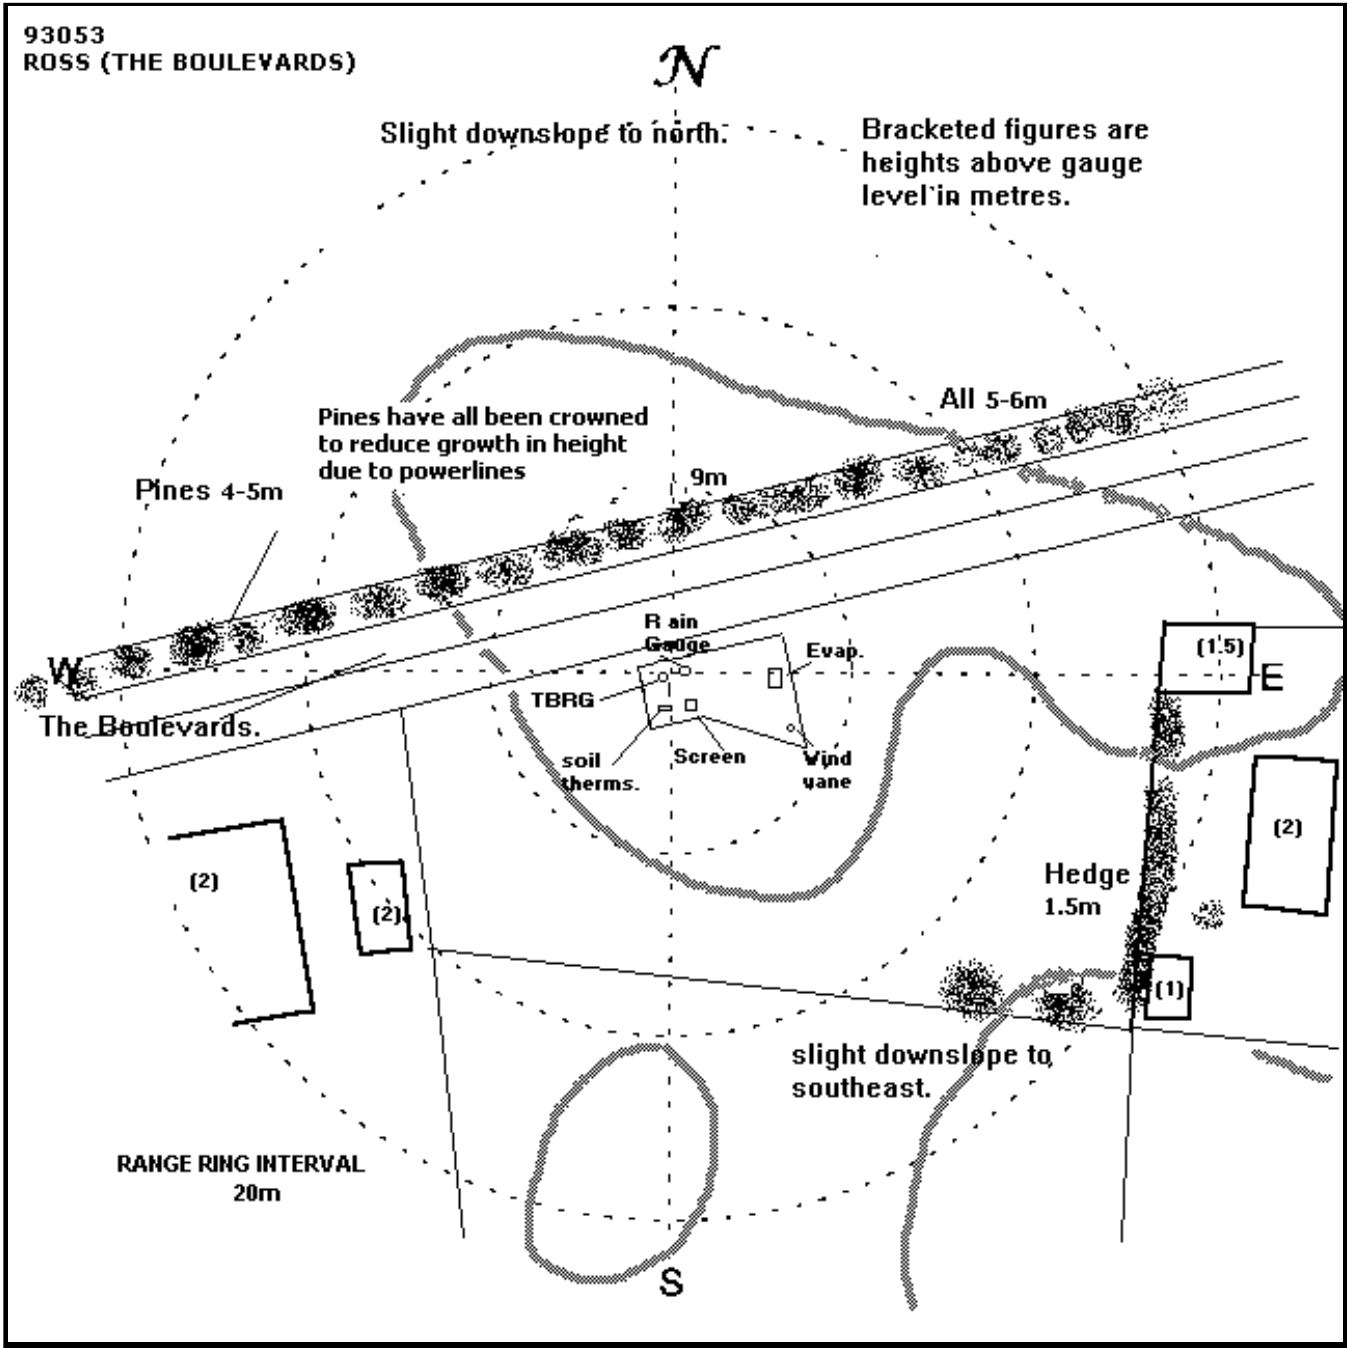 93053
ROSS (THE BOULEVARDS)
N
Slight downslope to north.
Bracketed figures are
heights above gauge
level in metres.
All 5-6m
Pines have all been crowned
to reduce growth in height
due to powerlines
9m
Pines 4-5m
Rain
Gauge
Evap.
(1.5)
W
E
TBRG
The Boulevards.
soil
therms.
Screen
Wind
vane
(2)
(2)
(2)
Hedge
1.5m
(1)
slight downslope to
southeast.
RANGE RING INTERVAL
20m
S